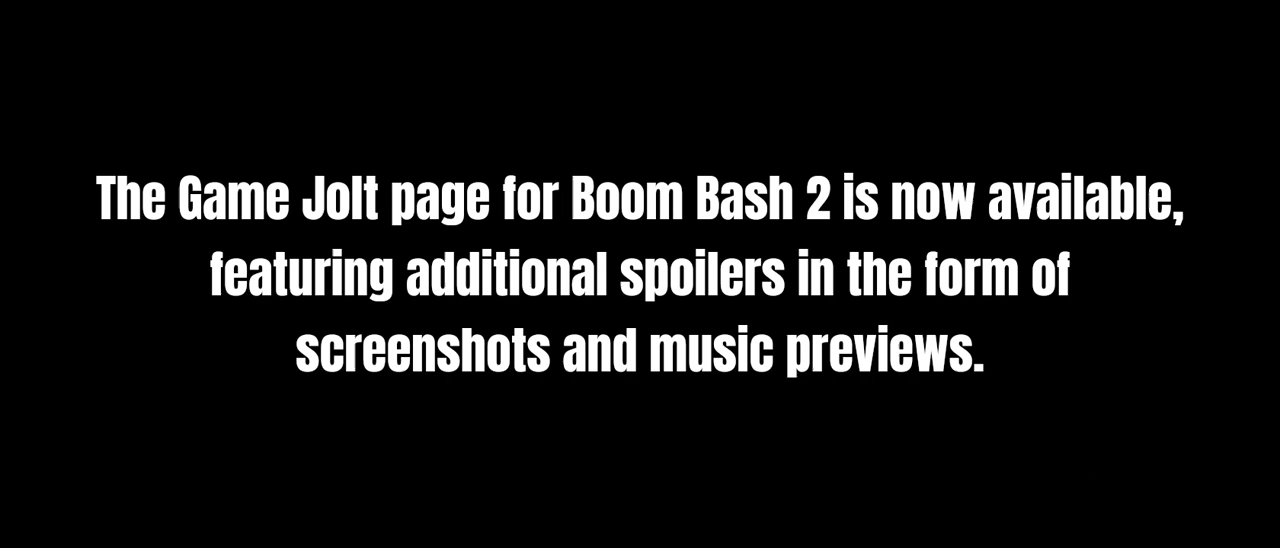 The Game Jolt page for Boom Bash 2 is now available,
featuring additional spoilers in the form of
screenshots and music previews.